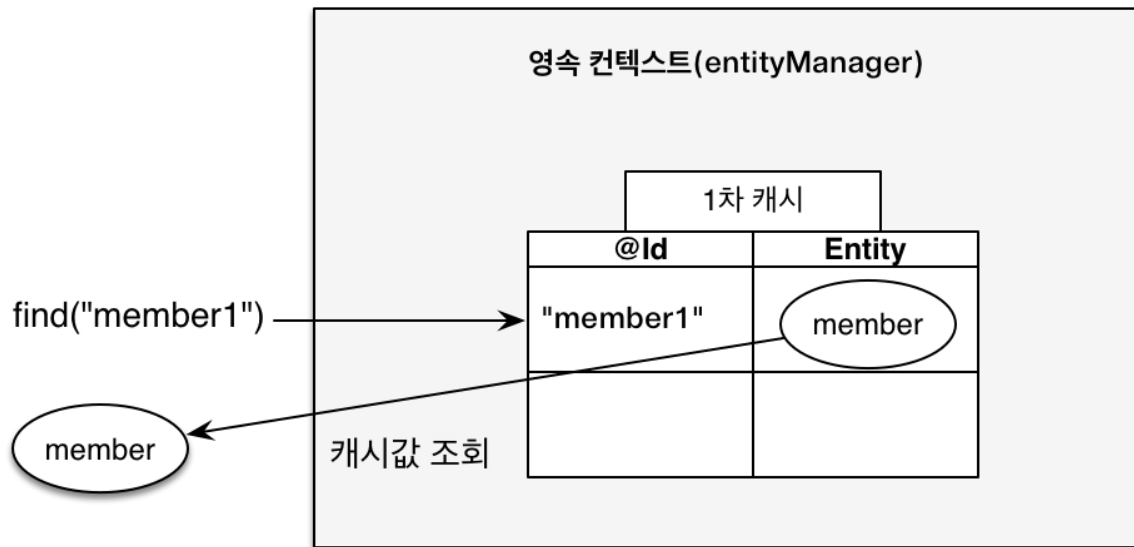 영속 컨텍스트(entityManager)
1차 캐시
@Id Entity
find("member1") "member1" member
member
캐시값 조회